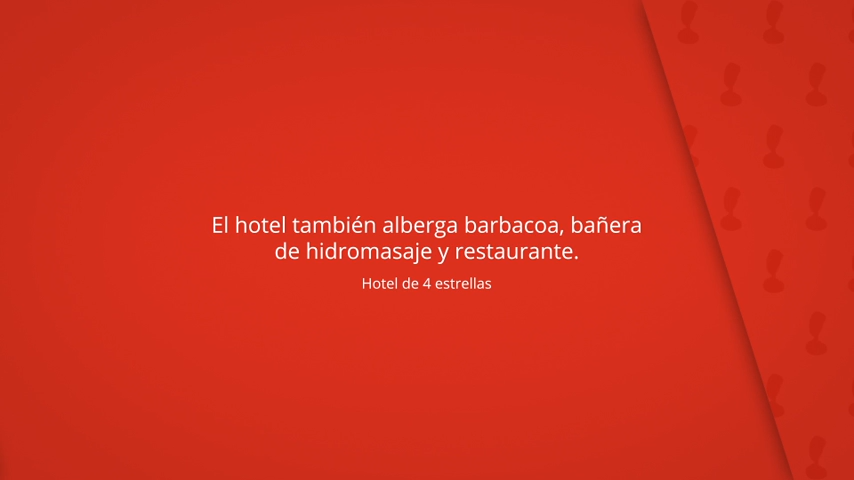 El hotel también alberga barbacoa, bañera
de hidromasaje y restaurante.
Hotel de 4 estrellas